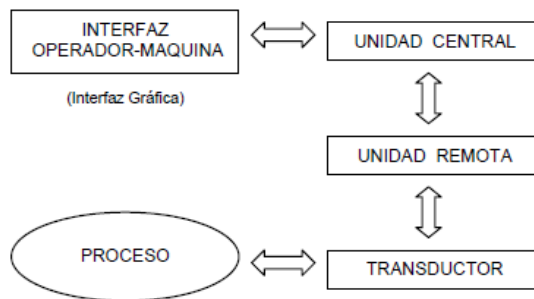 INTERFAZ
OPERADOR-MAQUINA
(Interfaz Gráfica)
UNIDAD CENTRAL
UNIDAD REMOTA
PROCESO
TRANSDUCTOR